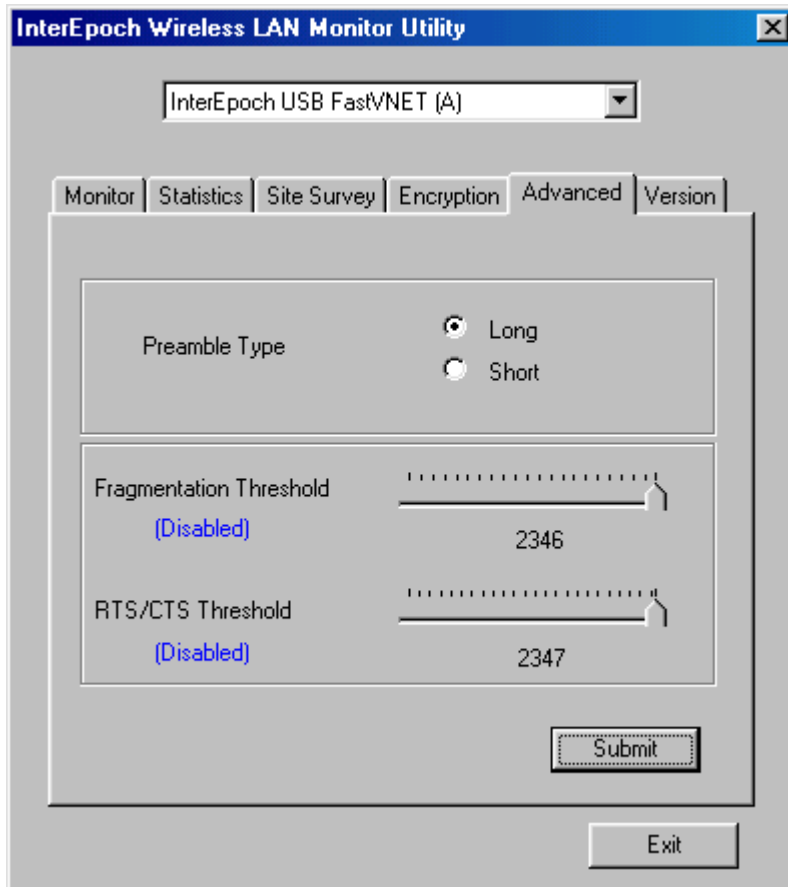 InterEpoch Wireless LAN Monitor Utility
InterEpoch USB FastVNET (A)
Monitor Statistics Site Survey Encryption Advanced Version
Preamble Type
Long
Short
Fragmentation Threshold
(Disabled)
2346
RTS/CTS Threshold
(Disabled)
2347
Submit
Exit